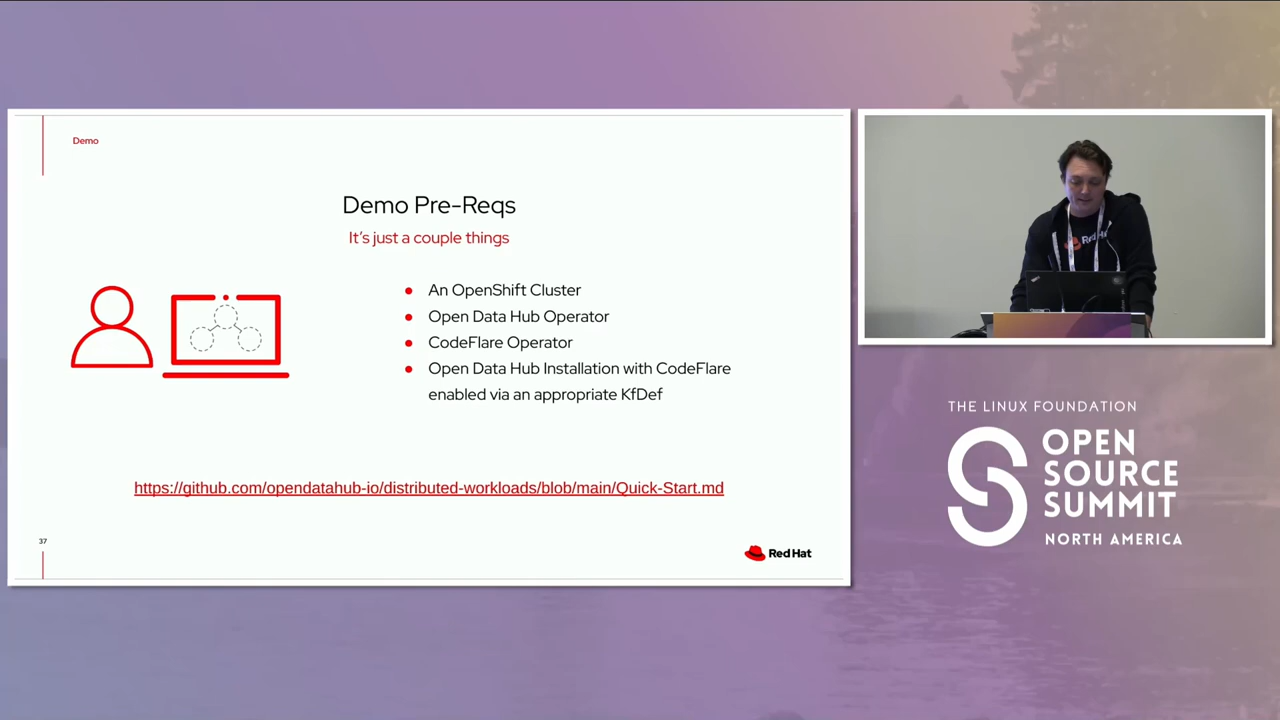 Demo
Demo Pre-Reqs
It's just a couple things
An OpenShift Cluster
Open Data Hub Operator
CodeFlare Operator
Open Data Hub Installation with CodeFlare
enabled via an appropriate KfDef
https://github.com/opendatahub-io/distributed-workloads/blob/main/Quick-Start.md
37
Red Hat
Red Hat
THE LINUX FOUNDATION
OPEN
SOURCE
SUMMIT
NORTH AMERICA